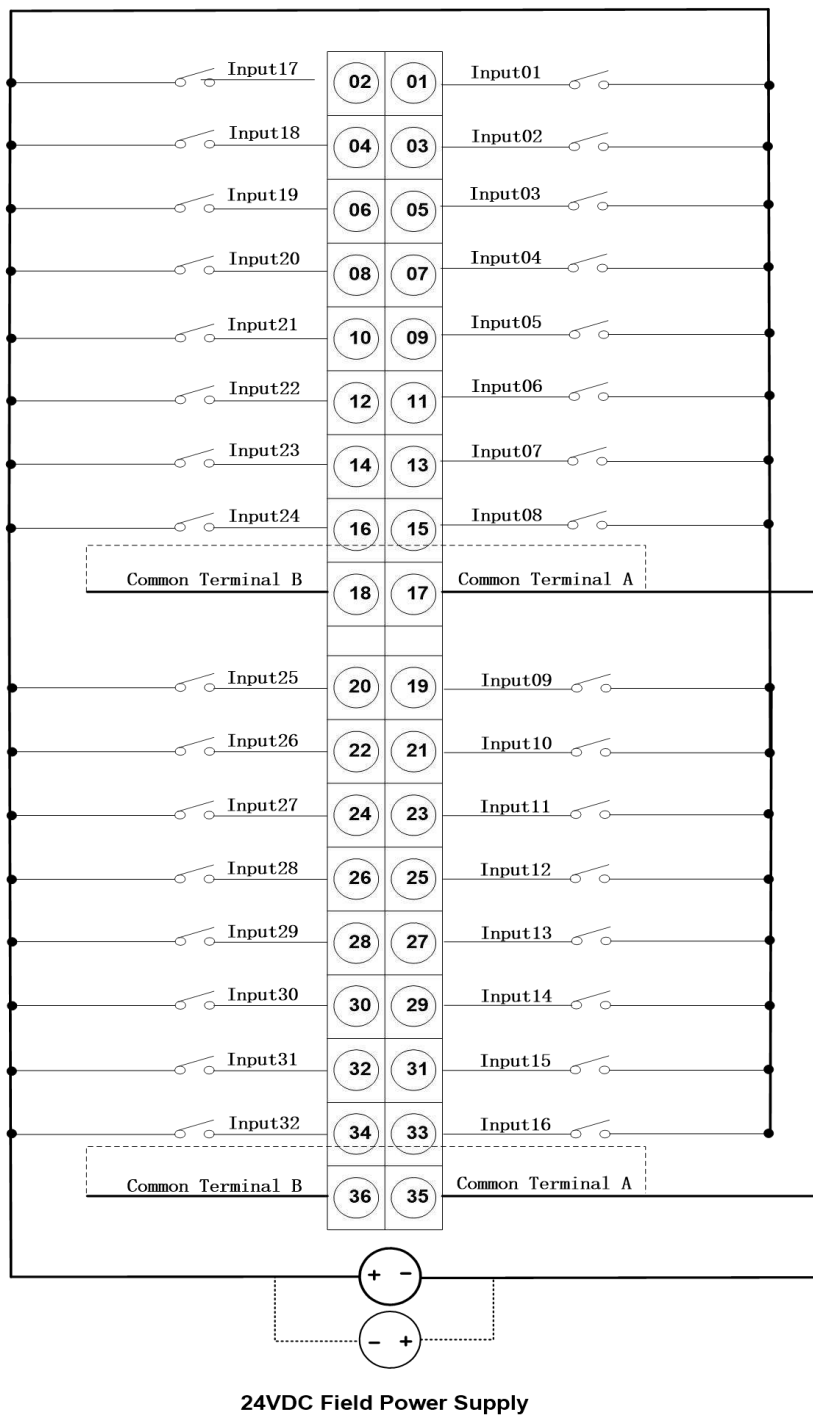 Input17 02 01 Input01
Input18 04 03 Input02
Input19 06 05 Input03
Input20 08 07 Input04
Input21 10 09 Input05
Input22 12 11 Input06
Input23 14 13 Input07
Input24 16 15 Input08
Common Terminal B 18 17 Common Terminal A
Input25 20 19 Input09
Input26 22 21 Input10
Input27 24 23 Input11
Input28 26 25 Input12
Input29 28 27 Input13
Input30 30 29 Input14
Input31 32 31 Input15
Input32 34 33 Input16
Common Terminal B 36 35 Common Terminal A
+ −
− +
24VDC Field Power Supply